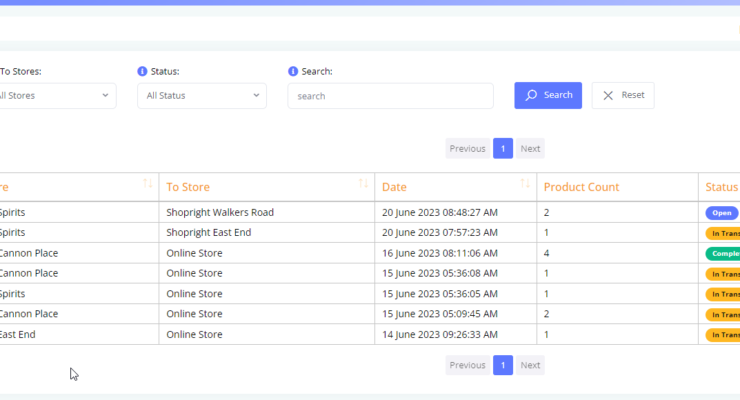 To Stores: Status: Search:
All Stores All Status search Search Reset
Previous 1 Next
re To Store Date Product Count Status
Spirits Shopright Walkers Road 20 June 2023 08:48:27 AM 2 Open
Spirits Shopright East End 20 June 2023 07:57:23 AM 1 In Trans
Cannon Place Online Store 16 June 2023 08:11:06 AM 4 Comple
Cannon Place Online Store 15 June 2023 05:36:08 AM 1 In Trans
Spirits Online Store 15 June 2023 05:36:05 AM 1 In Trans
Cannon Place Online Store 15 June 2023 05:09:45 AM 2 In Trans
East End Online Store 14 June 2023 09:26:33 AM 1 In Trans
Previous 1 Next